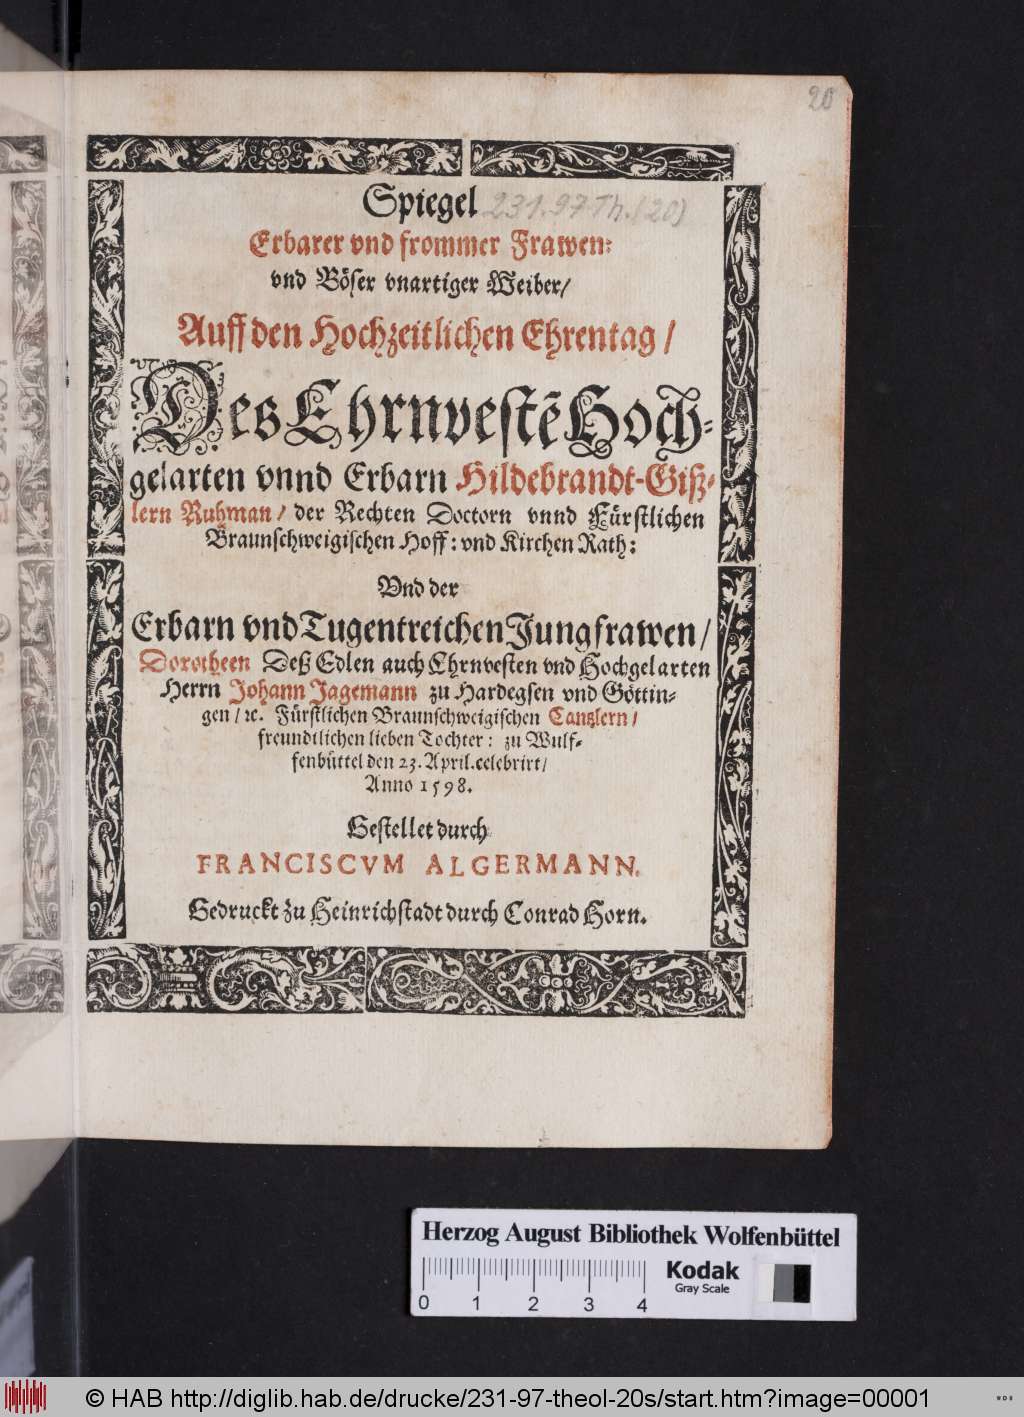 20
Spiegel 231.97.Th.(20)
Erbarer vnd frommer Frawen:
vnd Böser vnartiger Weiber/
Auff den Hochzeitlichen Ehrentag/
Des Ehrnvestē Hoch-
gelarten vnnd Erbarn Hildebrandt-Giß-
lern Ruhman/ der Rechten Doctorn vnnd Fürstlichen
Braunschweigischen Hoff: vnd Kirchen Rath:
Vnd der
Erbarn vnd Tugentreichen Jungfrawen/
Dorotheen Deß Edlen auch Ehrnvesten vnd Hochgelarten
Herrn Johann Jagemann zu Hardegsen vnd Göttin-
gen/ ꝛc. Fürstlichen Braunschweigischen Cantzlern/
freundtlichen lieben Tochter: zu Wulf-
fenbüttel den 23. April. celebrirt/
Anno 1598.
Gestellet durch
FRANCISCVM ALGERMANN.
Gedruckt zu Heinrichstadt durch Conrad Horn.
Herzog August Bibliothek Wolfenbüttel
Kodak
Gray Scale
0 1 2 3 4
© HAB http://diglib.hab.de/drucke/231-97-theol-20s/start.htm?image=00001